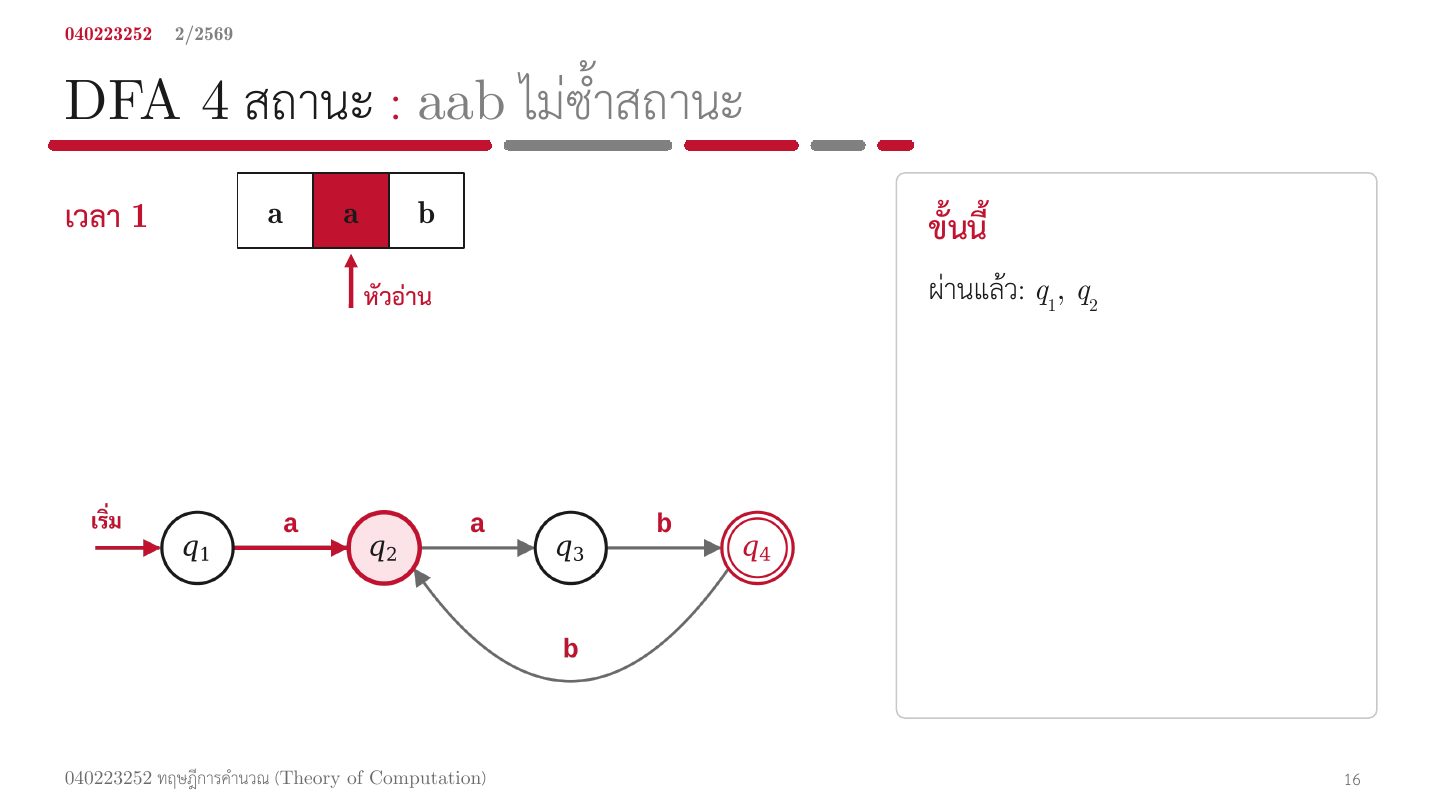 040223252 2/2569
DFA 4 สถานะ : aab ไม่ซ้ำสถานะ
เวลา 1
a a b
หัวอ่าน
ขั้นนี้
ผ่านแล้ว: q1, q2
เริ่ม
a a b
q1 q2 q3 q4
b
040223252 ทฤษฎีการคำนวณ (Theory of Computation)
16